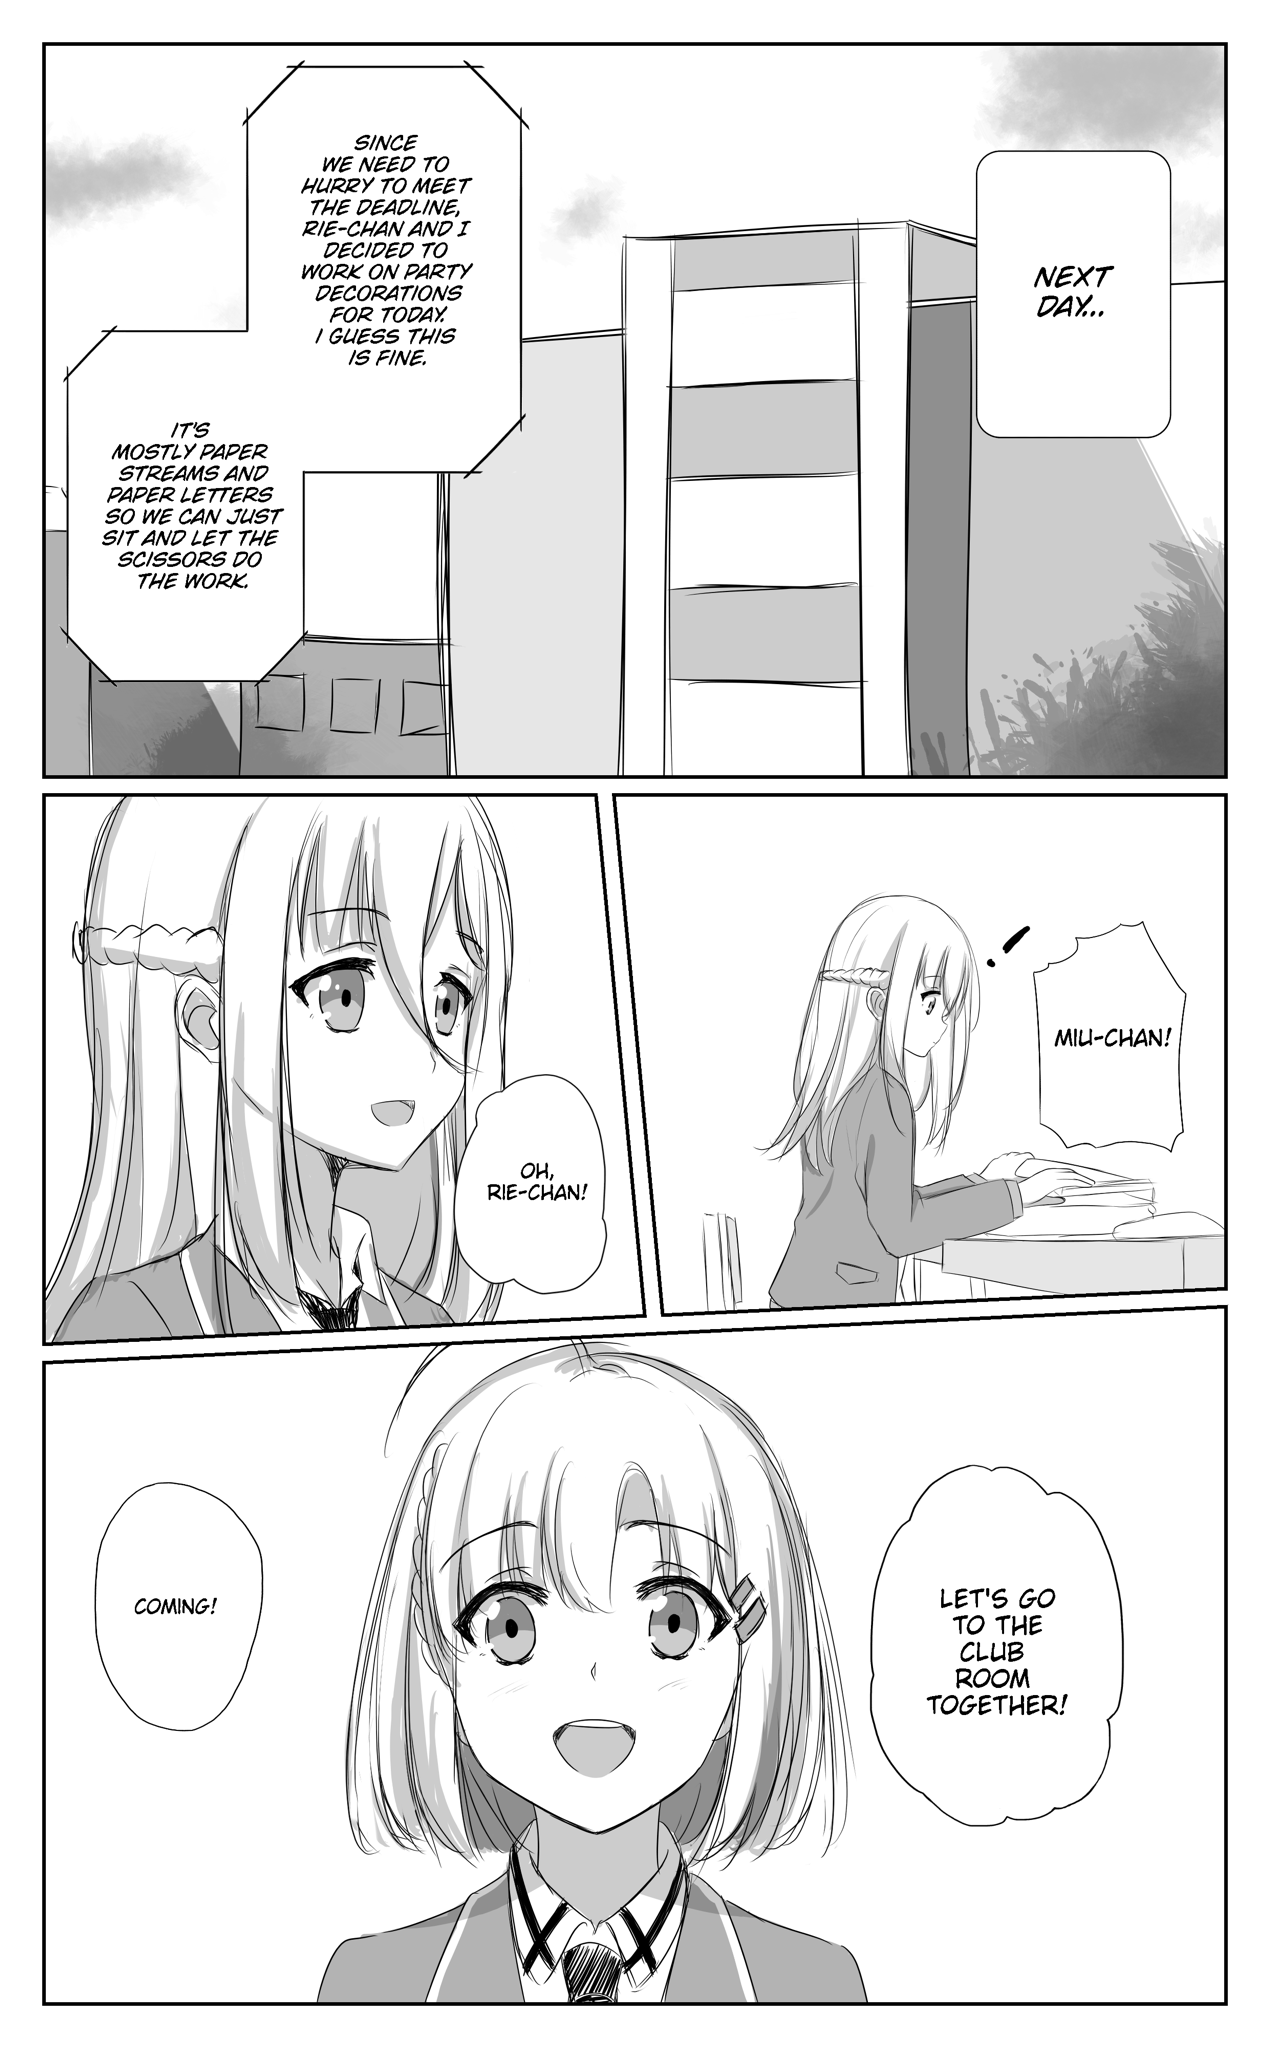 NEXT
DAY...
SINCE
WE NEED TO
HURRY TO MEET
THE DEADLINE,
RIE-CHAN AND I
DECIDED TO
WORK ON PARTY
DECORATIONS
FOR TODAY.
I GUESS THIS
IS FINE.
IT'S
MOSTLY PAPER
STREAMS AND
PAPER LETTERS
SO WE CAN JUST
SIT AND LET THE
SCISSORS DO
THE WORK.
MIU-CHAN!
!
OH,
RIE-CHAN!
LET'S GO
TO THE
CLUB
ROOM
TOGETHER!
COMING!